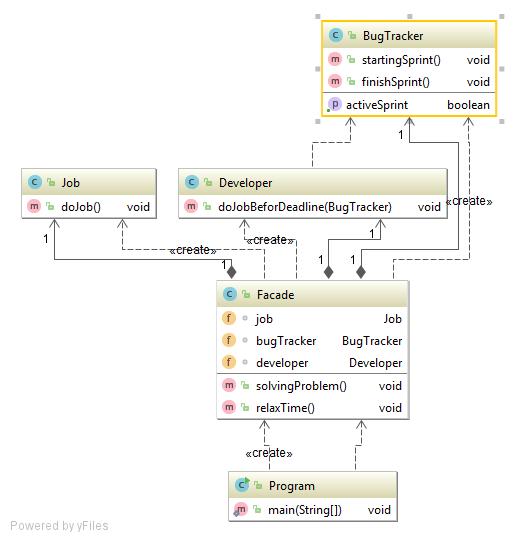 BugTracker
startingSprint() void
finishSprint() void
activeSprint boolean
1
«create»
Job
doJob() void
Developer
doJobBeforDeadline(BugTracker) void
1
«create»
«create»
1
1
1
1
Facade
job Job
bugTracker BugTracker
developer Developer
solvingProblem() void
relaxTime() void
«create»
Program
main(String[]) void
Powered by yFiles